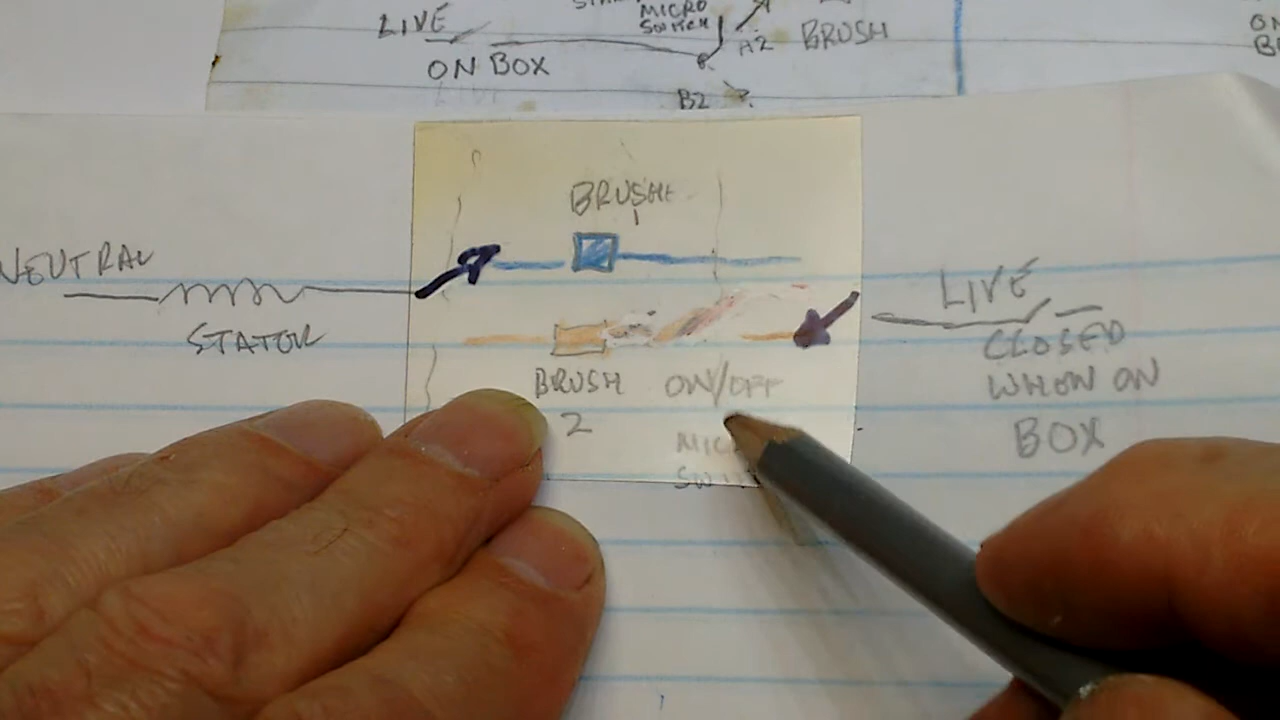 MICRO
SWITCH
LIVE
A2 BRUSH
ON BOX
B2
BRUSH
1
NEUTRAL
STATOR
LIVE
CLOSED
WHON ON
BOX
BRUSH
2
ON/OFF